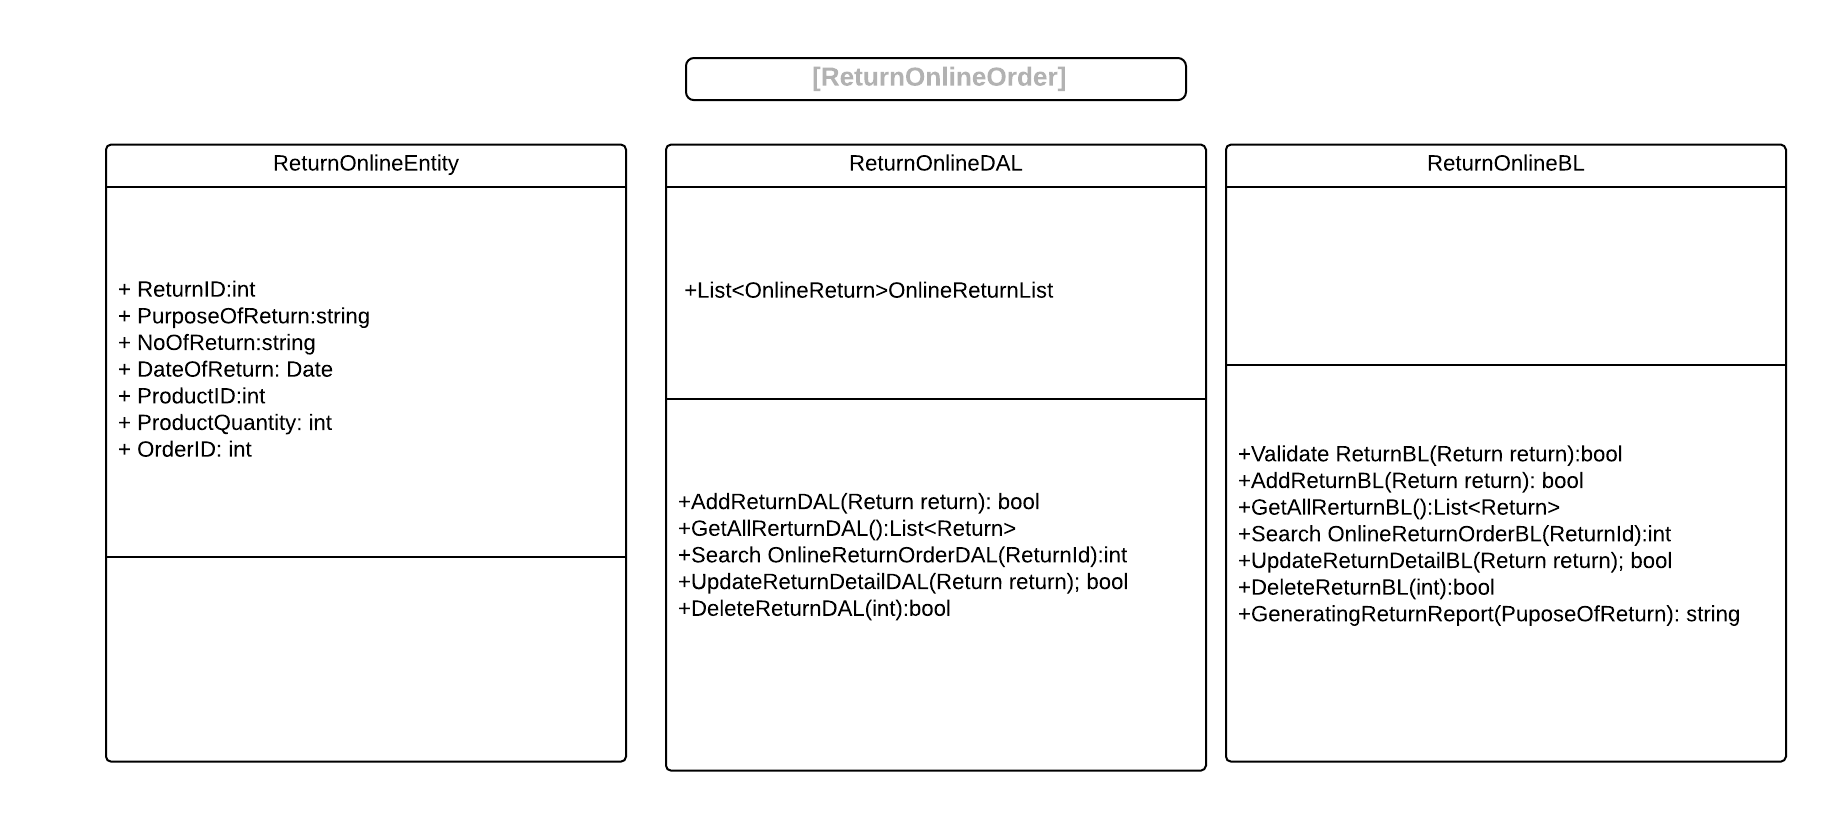 [ReturnOnlineOrder]
ReturnOnlineEntity
+ ReturnID:int
+ PurposeOfReturn:string
+ NoOfReturn:string
+ DateOfReturn: Date
+ ProductID:int
+ ProductQuantity: int
+ OrderID: int
ReturnOnlineDAL
+List<OnlineReturn>OnlineReturnList
+AddReturnDAL(Return return): bool
+GetAllRerturnDAL():List<Return>
+Search OnlineReturnOrderDAL(ReturnId):int
+UpdateReturnDetailDAL(Return return); bool
+DeleteReturnDAL(int):bool
ReturnOnlineBL
+Validate ReturnBL(Return return):bool
+AddReturnBL(Return return): bool
+GetAllRerturnBL():List<Return>
+Search OnlineReturnOrderBL(ReturnId):int
+UpdateReturnDetailBL(Return return); bool
+DeleteReturnBL(int):bool
+GeneratingReturnReport(PuposeOfReturn): string